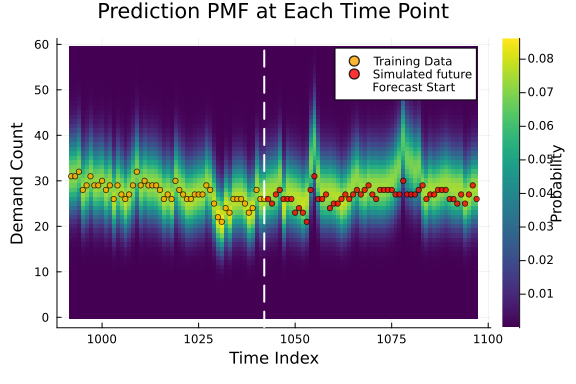 Prediction PMF at Each Time Point
Training Data
Simulated future
Forecast Start
Demand Count
60
50
40
30
20
10
0
1000
1025
1050
1075
1100
Time Index
0.08
0.07
0.06
0.05
0.04
0.03
0.02
0.01
Probability